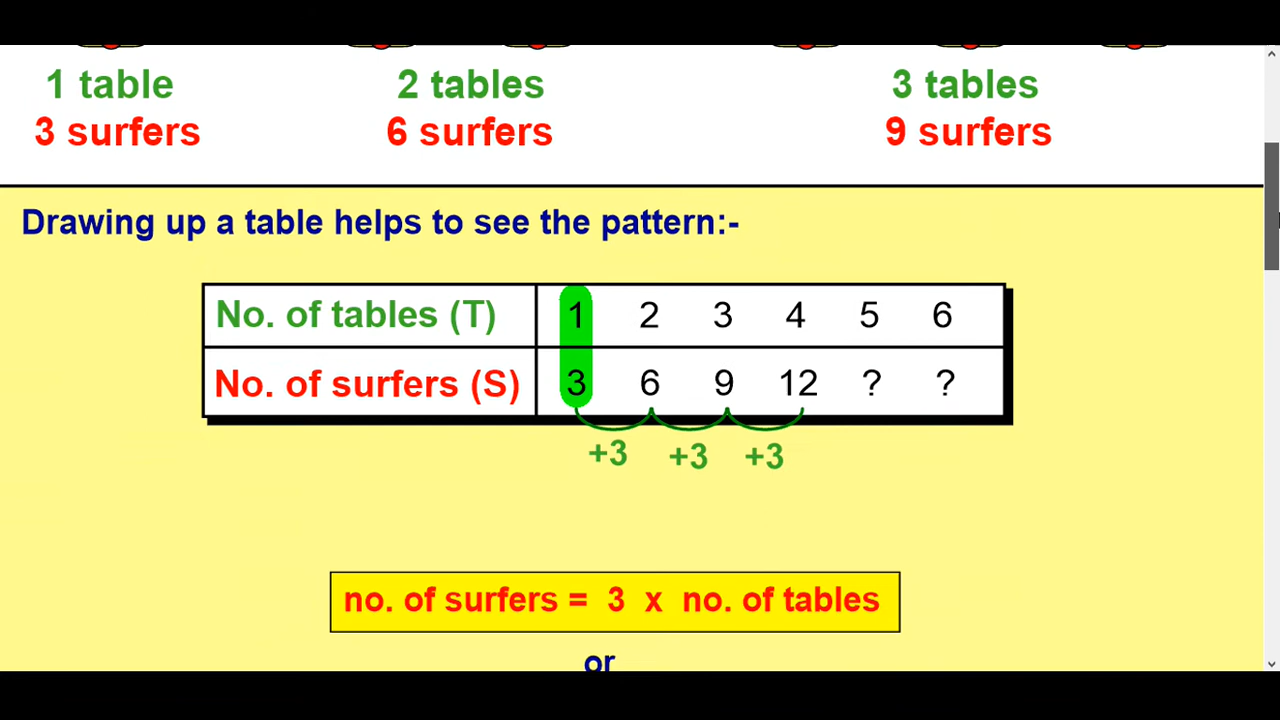 1 table 2 tables 3 tables
3 surfers 6 surfers 9 surfers
Drawing up a table helps to see the pattern:-
No. of tables (T) 1 2 3 4 5 6
No. of surfers (S) 3 6 9 12 ? ?
+3 +3 +3
no. of surfers = 3 x no. of tables
or